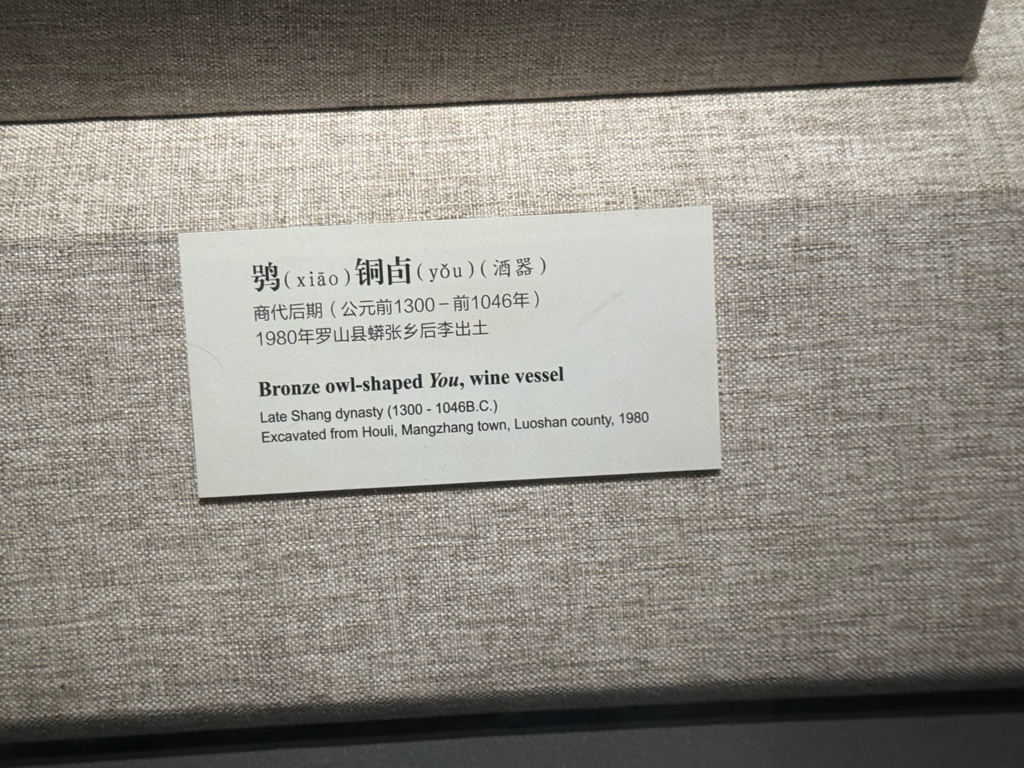 鸮(xiāo)铜卣(yǒu)(酒器)
商代后期（公元前1300－前1046年）
1980年罗山县蟒张乡后李出土
Bronze owl-shaped You, wine vessel
Late Shang dynasty (1300 - 1046B.C.)
Excavated from Houli, Mangzhang town, Luoshan county, 1980